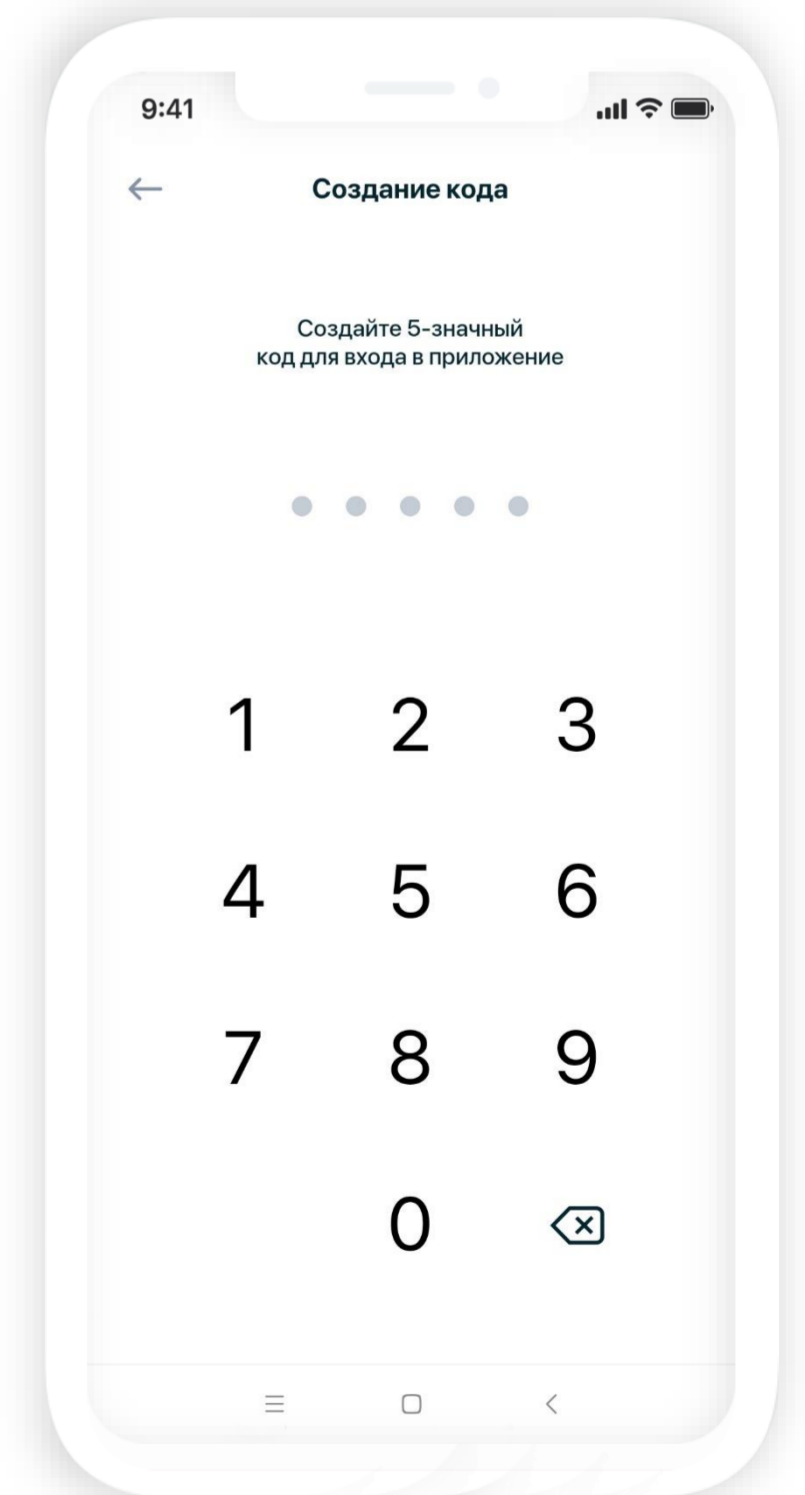 9:41
Создание кода
Создайте 5-значный
код для входа в приложение
1 2 3
4 5 6
7 8 9
0